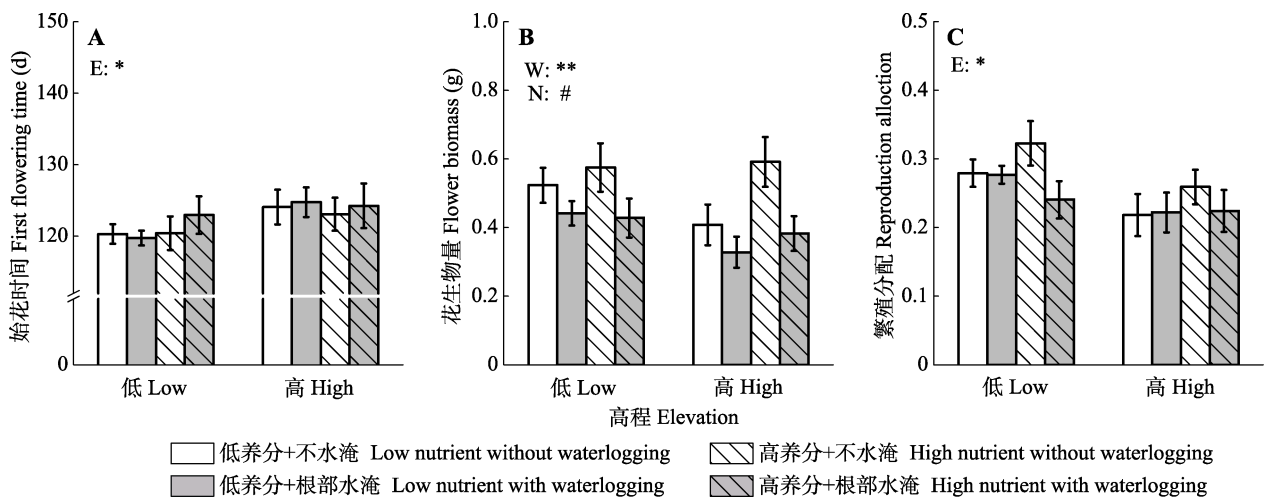 A
E: *
始花时间 First flowering time (d)
150
140
130
120
0
低 Low
高 High
B
W: **
N: #
花生物量 Flower biomass (g)
1.0
0.8
0.6
0.4
0.2
0
低 Low
高 High
高程 Elevation
C
E: *
繁殖分配 Reproduction alloction
0.5
0.4
0.3
0.2
0.1
0
低 Low
高 High
低养分+不水淹 Low nutrient without waterlogging
高养分+不水淹 High nutrient without waterlogging
低养分+根部水淹 Low nutrient with waterlogging
高养分+根部水淹 High nutrient with waterlogging